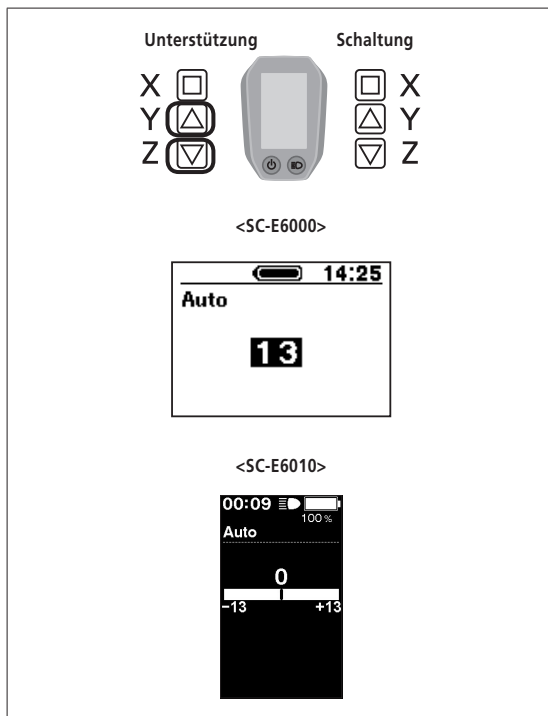 Unterstützung Schaltung
X X
Y Y
Z Z
<SC-E6000>
14:25
Auto
13
<SC-E6010>
00:09
100 %
Auto
0
-13 +13